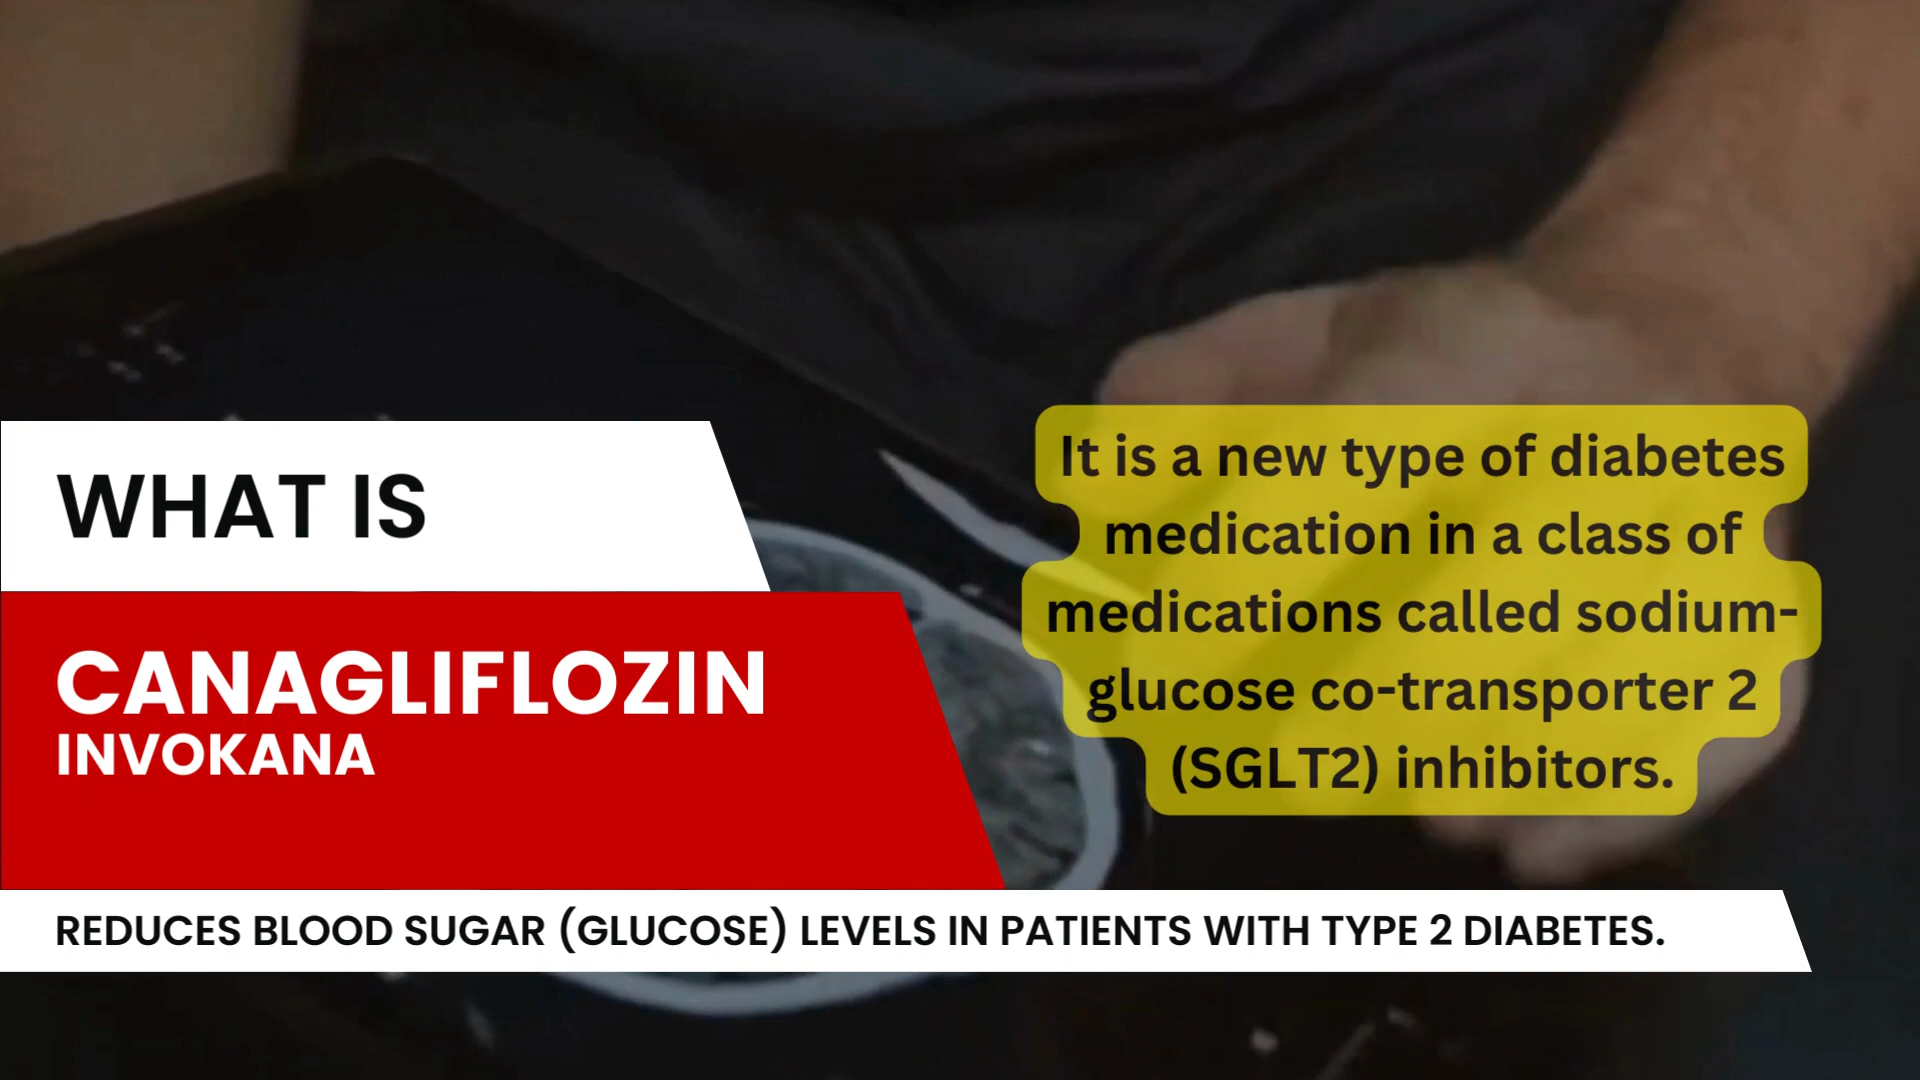 WHAT IS
CANAGLIFLOZIN
INVOKANA
It is a new type of diabetes
medication in a class of
medications called sodium-
glucose co-transporter 2
(SGLT2) inhibitors.
REDUCES BLOOD SUGAR (GLUCOSE) LEVELS IN PATIENTS WITH TYPE 2 DIABETES.